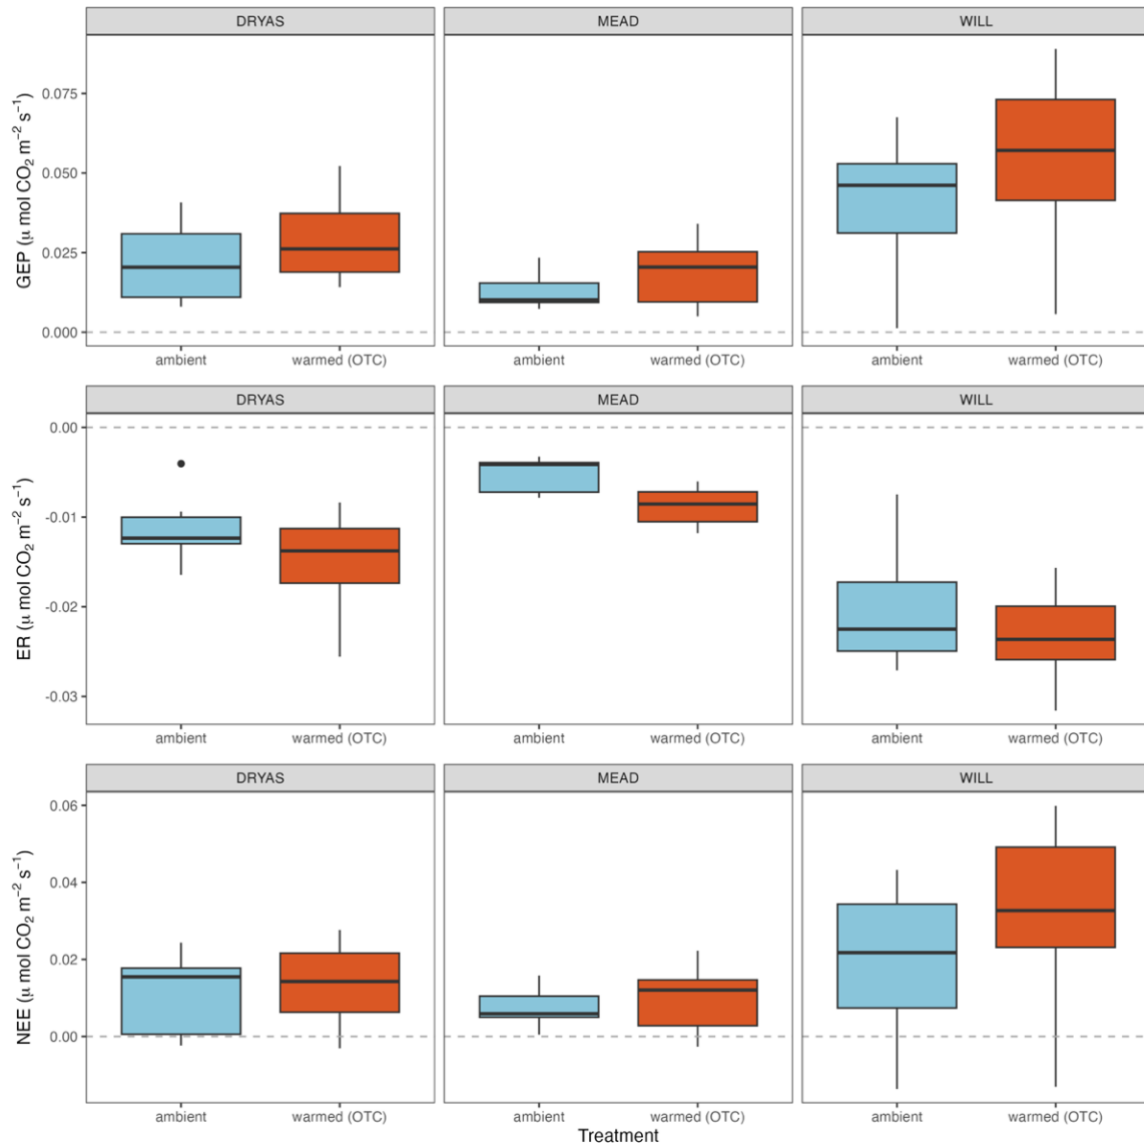 DRYAS MEAD WILL
GEP (μ mol CO₂ m⁻² s⁻¹)
0.075
0.050
0.025
0.000
ambient warmed (OTC) ambient warmed (OTC) ambient warmed (OTC)
DRYAS MEAD WILL
ER (μ mol CO₂ m⁻² s⁻¹)
0.00
-0.01
-0.02
-0.03
ambient warmed (OTC) ambient warmed (OTC) ambient warmed (OTC)
DRYAS MEAD WILL
NEE (μ mol CO₂ m⁻² s⁻¹)
0.06
0.04
0.02
0.00
ambient warmed (OTC) ambient warmed (OTC) ambient warmed (OTC)
Treatment